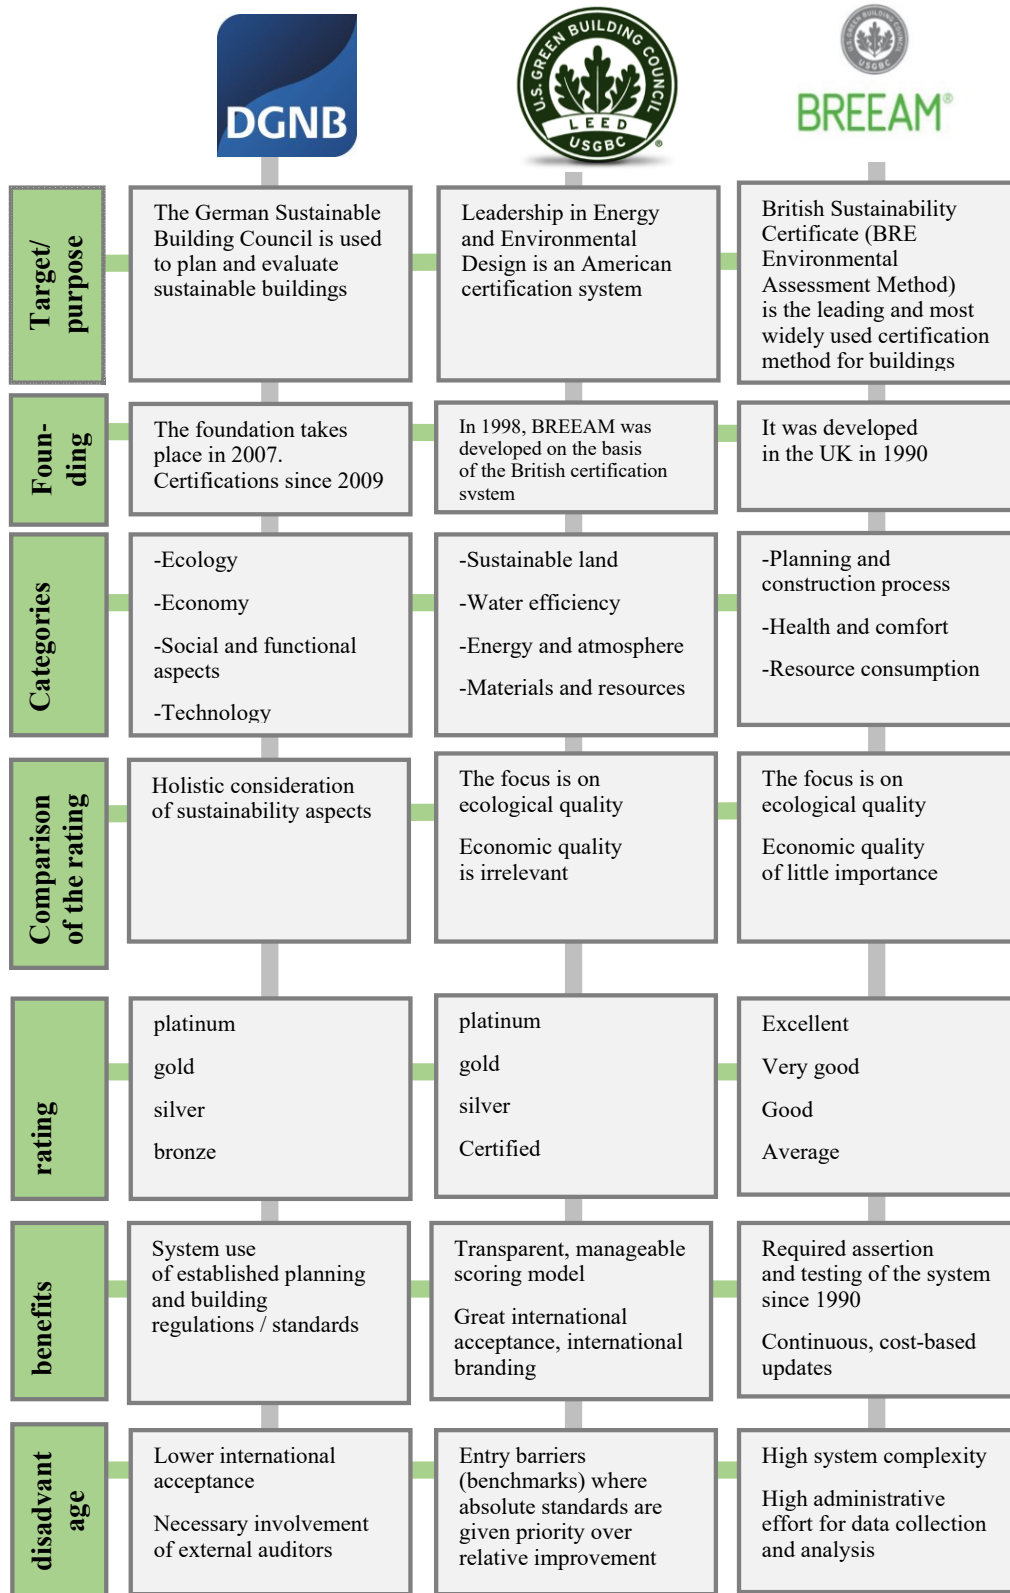 DGNB
U.S. GREEN BUILDING COUNCIL
LEED
USGBC
®
U.S. GREEN BUILDING COUNCIL
USGBC
BREEAM®
Target/
purpose
The German Sustainable
Building Council is used
to plan and evaluate
sustainable buildings
Leadership in Energy
and Environmental
Design is an American
certification system
British Sustainability
Certificate (BRE
Environmental
Assessment Method)
is the leading and most
widely used certification
method for buildings
Foun-
ding
The foundation takes
place in 2007.
Certifications since 2009
In 1998, BREEAM was
developed on the basis
of the British certification
system
It was developed
in the UK in 1990
Categories
-Ecology
-Economy
-Social and functional
aspects
-Technology
-Sustainable land
-Water efficiency
-Energy and atmosphere
-Materials and resources
-Planning and
construction process
-Health and comfort
-Resource consumption
Comparison
of the rating
Holistic consideration
of sustainability aspects
The focus is on
ecological quality
Economic quality
is irrelevant
The focus is on
ecological quality
Economic quality
of little importance
rating
platinum
gold
silver
bronze
platinum
gold
silver
Certified
Excellent
Very good
Good
Average
benefits
System use
of established planning
and building
regulations / standards
Transparent, manageable
scoring model
Great international
acceptance, international
branding
Required assertion
and testing of the system
since 1990
Continuous, cost-based
updates
disadvant
age
Lower international
acceptance
Necessary involvement
of external auditors
Entry barriers
(benchmarks) where
absolute standards are
given priority over
relative improvement
High system complexity
High administrative
effort for data collection
and analysis